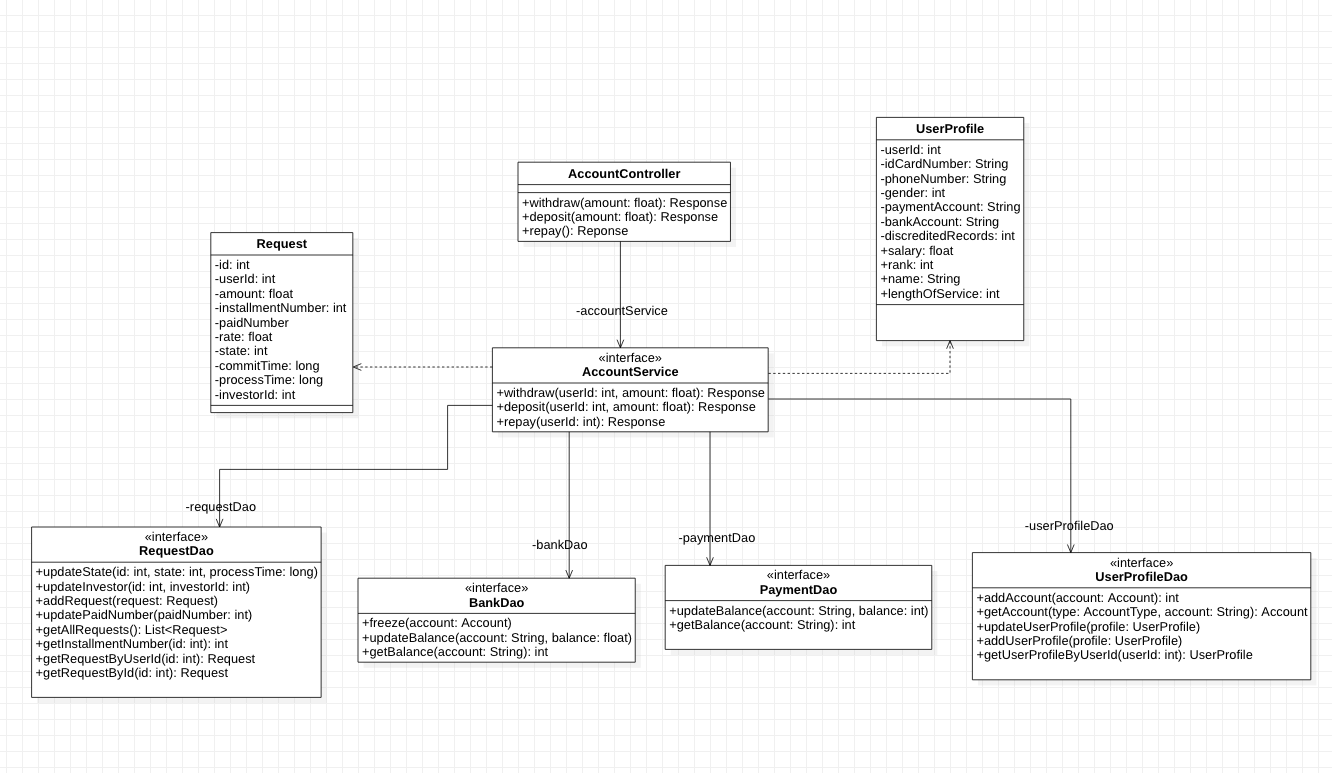 UserProfile
-userId: int
-idCardNumber: String
-phoneNumber: String
-gender: int
-paymentAccount: String
-bankAccount: String
-discreditedRecords: int
+salary: float
+rank: int
+name: String
+lengthOfService: int
AccountController
+withdraw(amount: float): Response
+deposit(amount: float): Response
+repay(): Reponse
Request
-id: int
-userId: int
-amount: float
-installmentNumber: int
-paidNumber
-rate: float
-state: int
-commitTime: long
-processTime: long
-investorId: int
-accountService
«interface»
AccountService
+withdraw(userId: int, amount: float): Response
+deposit(userId: int, amount: float): Response
+repay(userId: int): Response
-requestDao
-bankDao
-paymentDao
-userProfileDao
«interface»
RequestDao
+updateState(id: int, state: int, processTime: long)
+updateInvestor(id: int, investorId: int)
+addRequest(request: Request)
+updatePaidNumber(paidNumber: int)
+getAllRequests(): List<Request>
+getInstallmentNumber(id: int): int
+getRequestByUserId(id: int): Request
+getRequestById(id: int): Request
«interface»
BankDao
+freeze(account: Account)
+updateBalance(account: String, balance: float)
+getBalance(account: String): int
«interface»
PaymentDao
+updateBalance(account: String, balance: int)
+getBalance(account: String): int
«interface»
UserProfileDao
+addAccount(account: Account): int
+getAccount(type: AccountType, account: String): Account
+updateUserProfile(profile: UserProfile)
+addUserProfile(profile: UserProfile)
+getUserProfileByUserId(userId: int): UserProfile